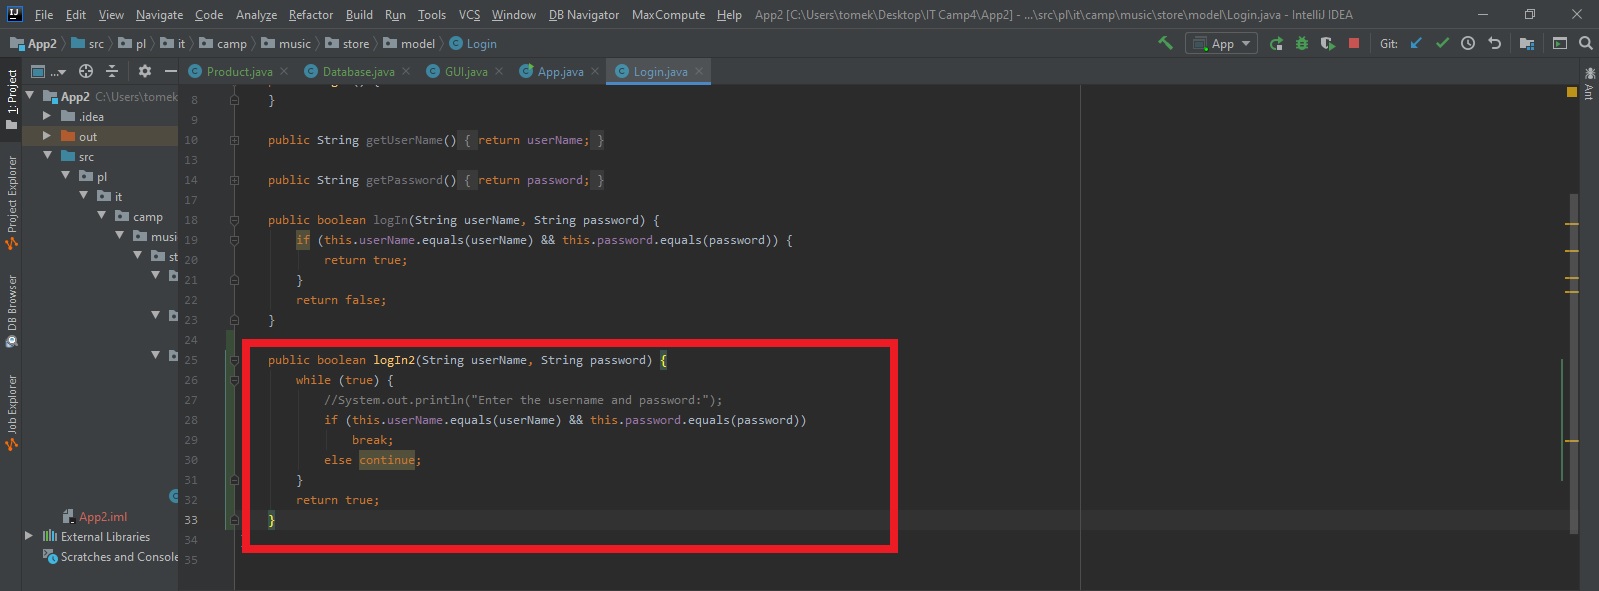 File Edit View Navigate Code Analyze Refactor Build Run Tools VCS Window DB Navigator MaxCompute Help App2 [C:\Users\tomek\Desktop\IT Camp4\App2] - ...\src\pl\it\camp\music\store\model\Login.java - IntelliJ IDEA
App2 src pl it camp music store model Login App Git:
... Product.java Database.java GUI.java App.java Login.java
1: Project
Project Explorer
DB Browser
Job Explorer
Ant
App2 C:\Users\tomek
.idea
out
src
pl
it
camp
musi
st
App2.iml
External Libraries
Scratches and Console
8 }
9
10 public String getUserName() { return userName; }
13
14 public String getPassword() { return password; }
17
18 public boolean logIn(String userName, String password) {
19 if (this.userName.equals(userName) && this.password.equals(password)) {
20 return true;
21 }
22 return false;
23 }
24
25 public boolean logIn2(String userName, String password) {
26 while (true) {
27 //System.out.println("Enter the username and password:");
28 if (this.userName.equals(userName) && this.password.equals(password))
29 break;
30 else continue;
31 }
32 return true;
33 }
34
35